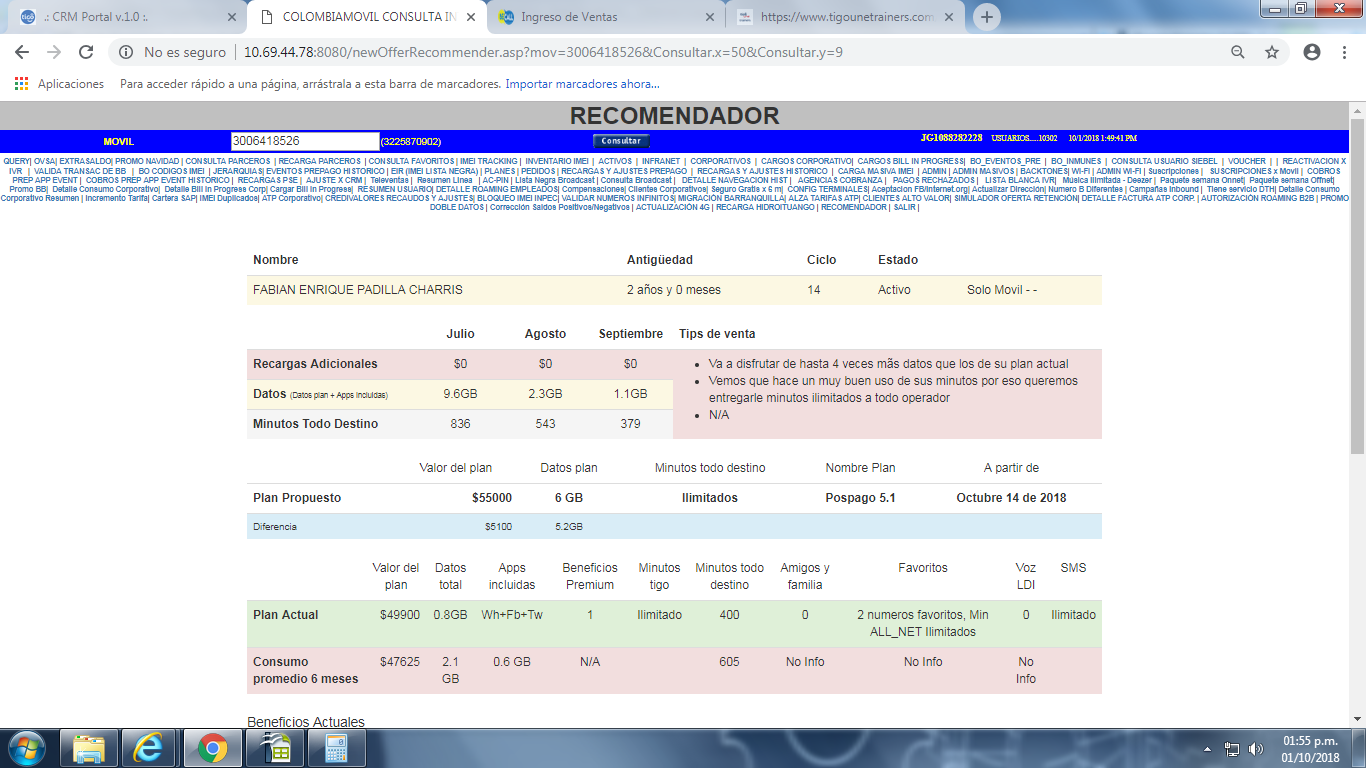 .: CRM Portal v.1.0 :.
COLOMBIAMOVIL CONSULTA IN
Ingreso de Ventas
https://www.tigounetrainers.com
No es seguro | 10.69.44.78:8080/newOfferRecommender.asp?mov=3006418526&Consultar.x=50&Consultar.y=9
Aplicaciones Para acceder rápido a una página, arrástrala a esta barra de marcadores. Importar marcadores ahora...
RECOMENDADOR
MOVIL 3006418526 (3225870902) Consultar JG1088282228 USUARIOS.....10302 10/1/2018 1:49:41 PM
QUERY| OVSA| EXTRASALDO| PROMO NAVIDAD | CONSULTA PARCEROS | RECARGA PARCEROS | CONSULTA FAVORITOS| IMEI TRACKING | INVENTARIO IMEI | ACTIVOS | INFRANET | CORPORATIVOS | CARGOS CORPORATIVO| CARGOS BILL IN PROGRESS| BO_EVENTOS_PRE | BO_INMUNES | CONSULTA USUARIO SIEBEL | VOUCHER | | REACTIVACION X
IVR | VALIDA TRANSAC DE BB | BO CODIGOS IMEI | JERARQUIAS| EVENTOS PREPAGO HISTORICO | EIR (IMEI LISTA NEGRA) | PLANES | PEDIDOS | RECARGAS Y AJUSTES PREPAGO | RECARGAS Y AJUSTES HISTORICO | CARGA MASIVA IMEI | ADMIN | ADMIN MASIVOS | BACKTONES| WI-FI | ADMIN WI-FI | Suscripciones | SUSCRIPCIONES x Movil | COBROS
PREP APP EVENT | COBROS PREP APP EVENT HISTORICO | RECARGAS PSE | AJUSTE X CRM | Televentas | Resumen Linea | AC-PIN | Lista Negra Broadcast | Consulta Broadcast | DETALLE NAVEGACION HIST | AGENCIAS COBRANZA | PAGOS RECHAZADOS | LISTA BLANCA IVR| Música Ilimitada - Deezer | Paquete semana Onnet| Paquete semana Offnet|
Promo BB| Detalle Consumo Corporativo| Detalle Bill In Progress Corp| Cargar Bill In Progress| RESUMEN USUARIO| DETALLE ROAMING EMPLEADOS| Compensaciones| Clientes Corporativos| Seguro Gratis x 6 m| CONFIG TERMINALES| Aceptacion FB/Internet.org| Actualizar Dirección| Numero B Diferentes | Campañas Inbound | Tiene servicio DTH| Detalle Consumo
Corporativo Resumen | Incremento Tarifa| Cartera SAP| IMEI Duplicados| ATP Corporativo| CREDIVALORES RECAUDOS Y AJUSTES| BLOQUEO IMEI INPEC| VALIDAR NUMEROS INFINITOS| MIGRACIÓN BARRANQUILLA| ALZA TARIFAS ATP| CLIENTES ALTO VALOR| SIMULADOR OFERTA RETENCIÓN| DETALLE FACTURA ATP CORP. | AUTORIZACIÓN ROAMING B2B | PROMO
DOBLE DATOS | Corrección Saldos Positivos/Negativos | ACTUALIZACIÓN 4G | RECARGA HIDROITUANGO | RECOMENDADOR | SALIR |
Nombre Antigüedad Ciclo Estado
FABIAN ENRIQUE PADILLA CHARRIS 2 años y 0 meses 14 Activo Solo Movil - -
Julio Agosto Septiembre Tips de venta
Recargas Adicionales $0 $0 $0
Datos (Datos plan + Apps incluidas) 9.6GB 2.3GB 1.1GB
Minutos Todo Destino 836 543 379
Va a disfrutar de hasta 4 veces mãs datos que los de su plan actual
Vemos que hace un muy buen uso de sus minutos por eso queremos
entregarle minutos ilimitados a todo operador
N/A
Valor del plan Datos plan Minutos todo destino Nombre Plan A partir de
Plan Propuesto $55000 6 GB Ilimitados Pospago 5.1 Octubre 14 de 2018
Diferencia $5100 5.2GB
Valor del Datos Apps Beneficios Minutos Minutos todo Amigos y Favoritos Voz SMS
plan total incluidas Premium tigo destino familia LDI
Plan Actual $49900 0.8GB Wh+Fb+Tw 1 Ilimitado 400 0 2 numeros favoritos, Min 0 Ilimitado
ALL_NET Ilimitados
Consumo $47625 2.1 0.6 GB N/A 605 No Info No Info No
promedio 6 meses GB Info
Beneficios Actuales
01:55 p.m.
01/10/2018